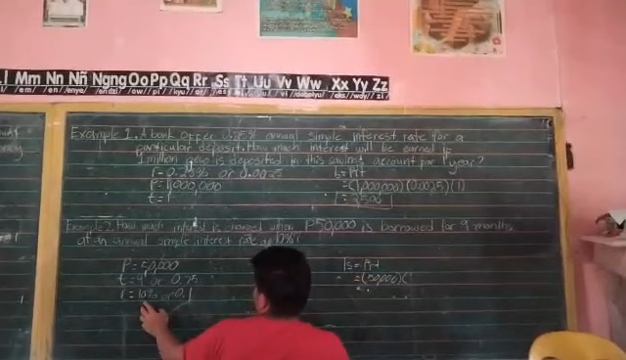 Ll Mm Nn Ññ Ngng Oo Pp Qq Rr Ss Tt Uu Vv Ww Xx Yy Zz
Example 1. A bank offer 0.25% annual simple interest rate for a
particular deposit. How much interest will be earned if
1 million peso is deposited in this savings account for 1 year?
r = 0.25% or 0.0025
P = 1,000,000
t = 1
Is = Prt
= (1,000,000)(0.0025)(1)
I = 2,500
Example 2. How much interest is charged when P50,000 is borrowed for 9 months
at an annual simple interest rate of 10%?
P = 50,000
t = 9 or 0.75
r = 10% or 0.1
Is = Prt
= (50,000)(